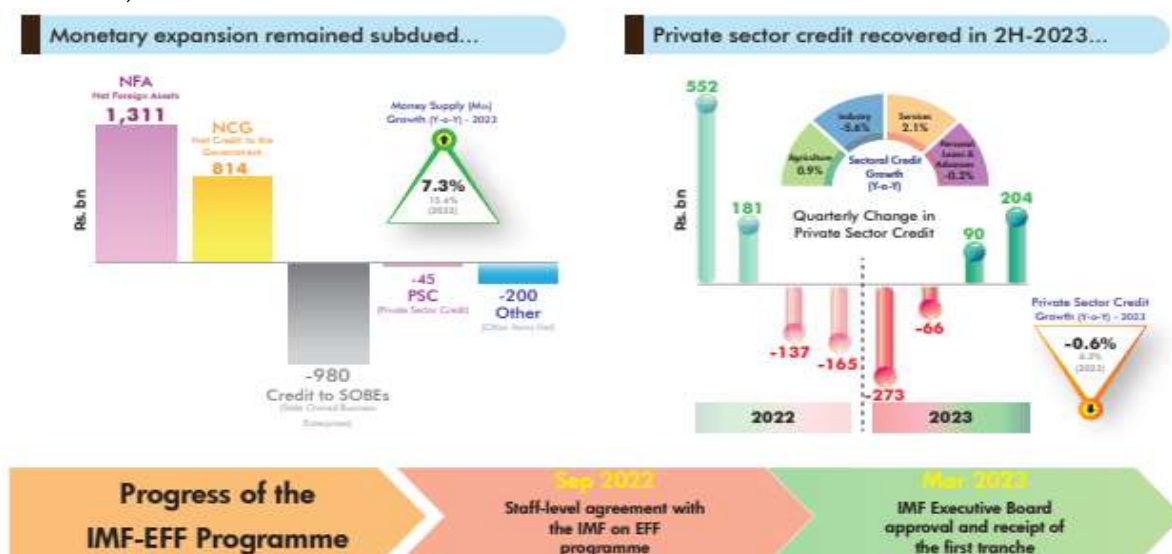 Monetary expansion remained subdued...
NFA
Net Foreign Assets
1,311
NCG
Net Credit to the
Government
814
Rs. bn
Money Supply (M2b)
Growth (Y-o-Y) - 2023
7.3%
15.4%
(2022)
-980
Credit to SOBEs
(State Owned Business
Enterprises)
-45
PSC
(Private Sector Credit)
-200
Other
(Other Items Net)
Private sector credit recovered in 2H-2023...
Rs. bn
552
181
-137
-165
-273
-66
90
204
Agriculture
0.9%
Industry
-5.6%
Services
2.1%
Personal
Loans &
Advances
-0.2%
Sectoral Credit
Growth
(Y-o-Y)
Quarterly Change in
Private Sector Credit
2022
2023
Private Sector Credit
Growth (Y-o-Y) - 2023
-0.6%
6.2%
(2022)
Progress of the
IMF-EFF Programme
Sep 2022
Staff-level agreement with
the IMF on EFF
programme
Mar 2023
IMF Executive Board
approval and receipt of
the first tranche